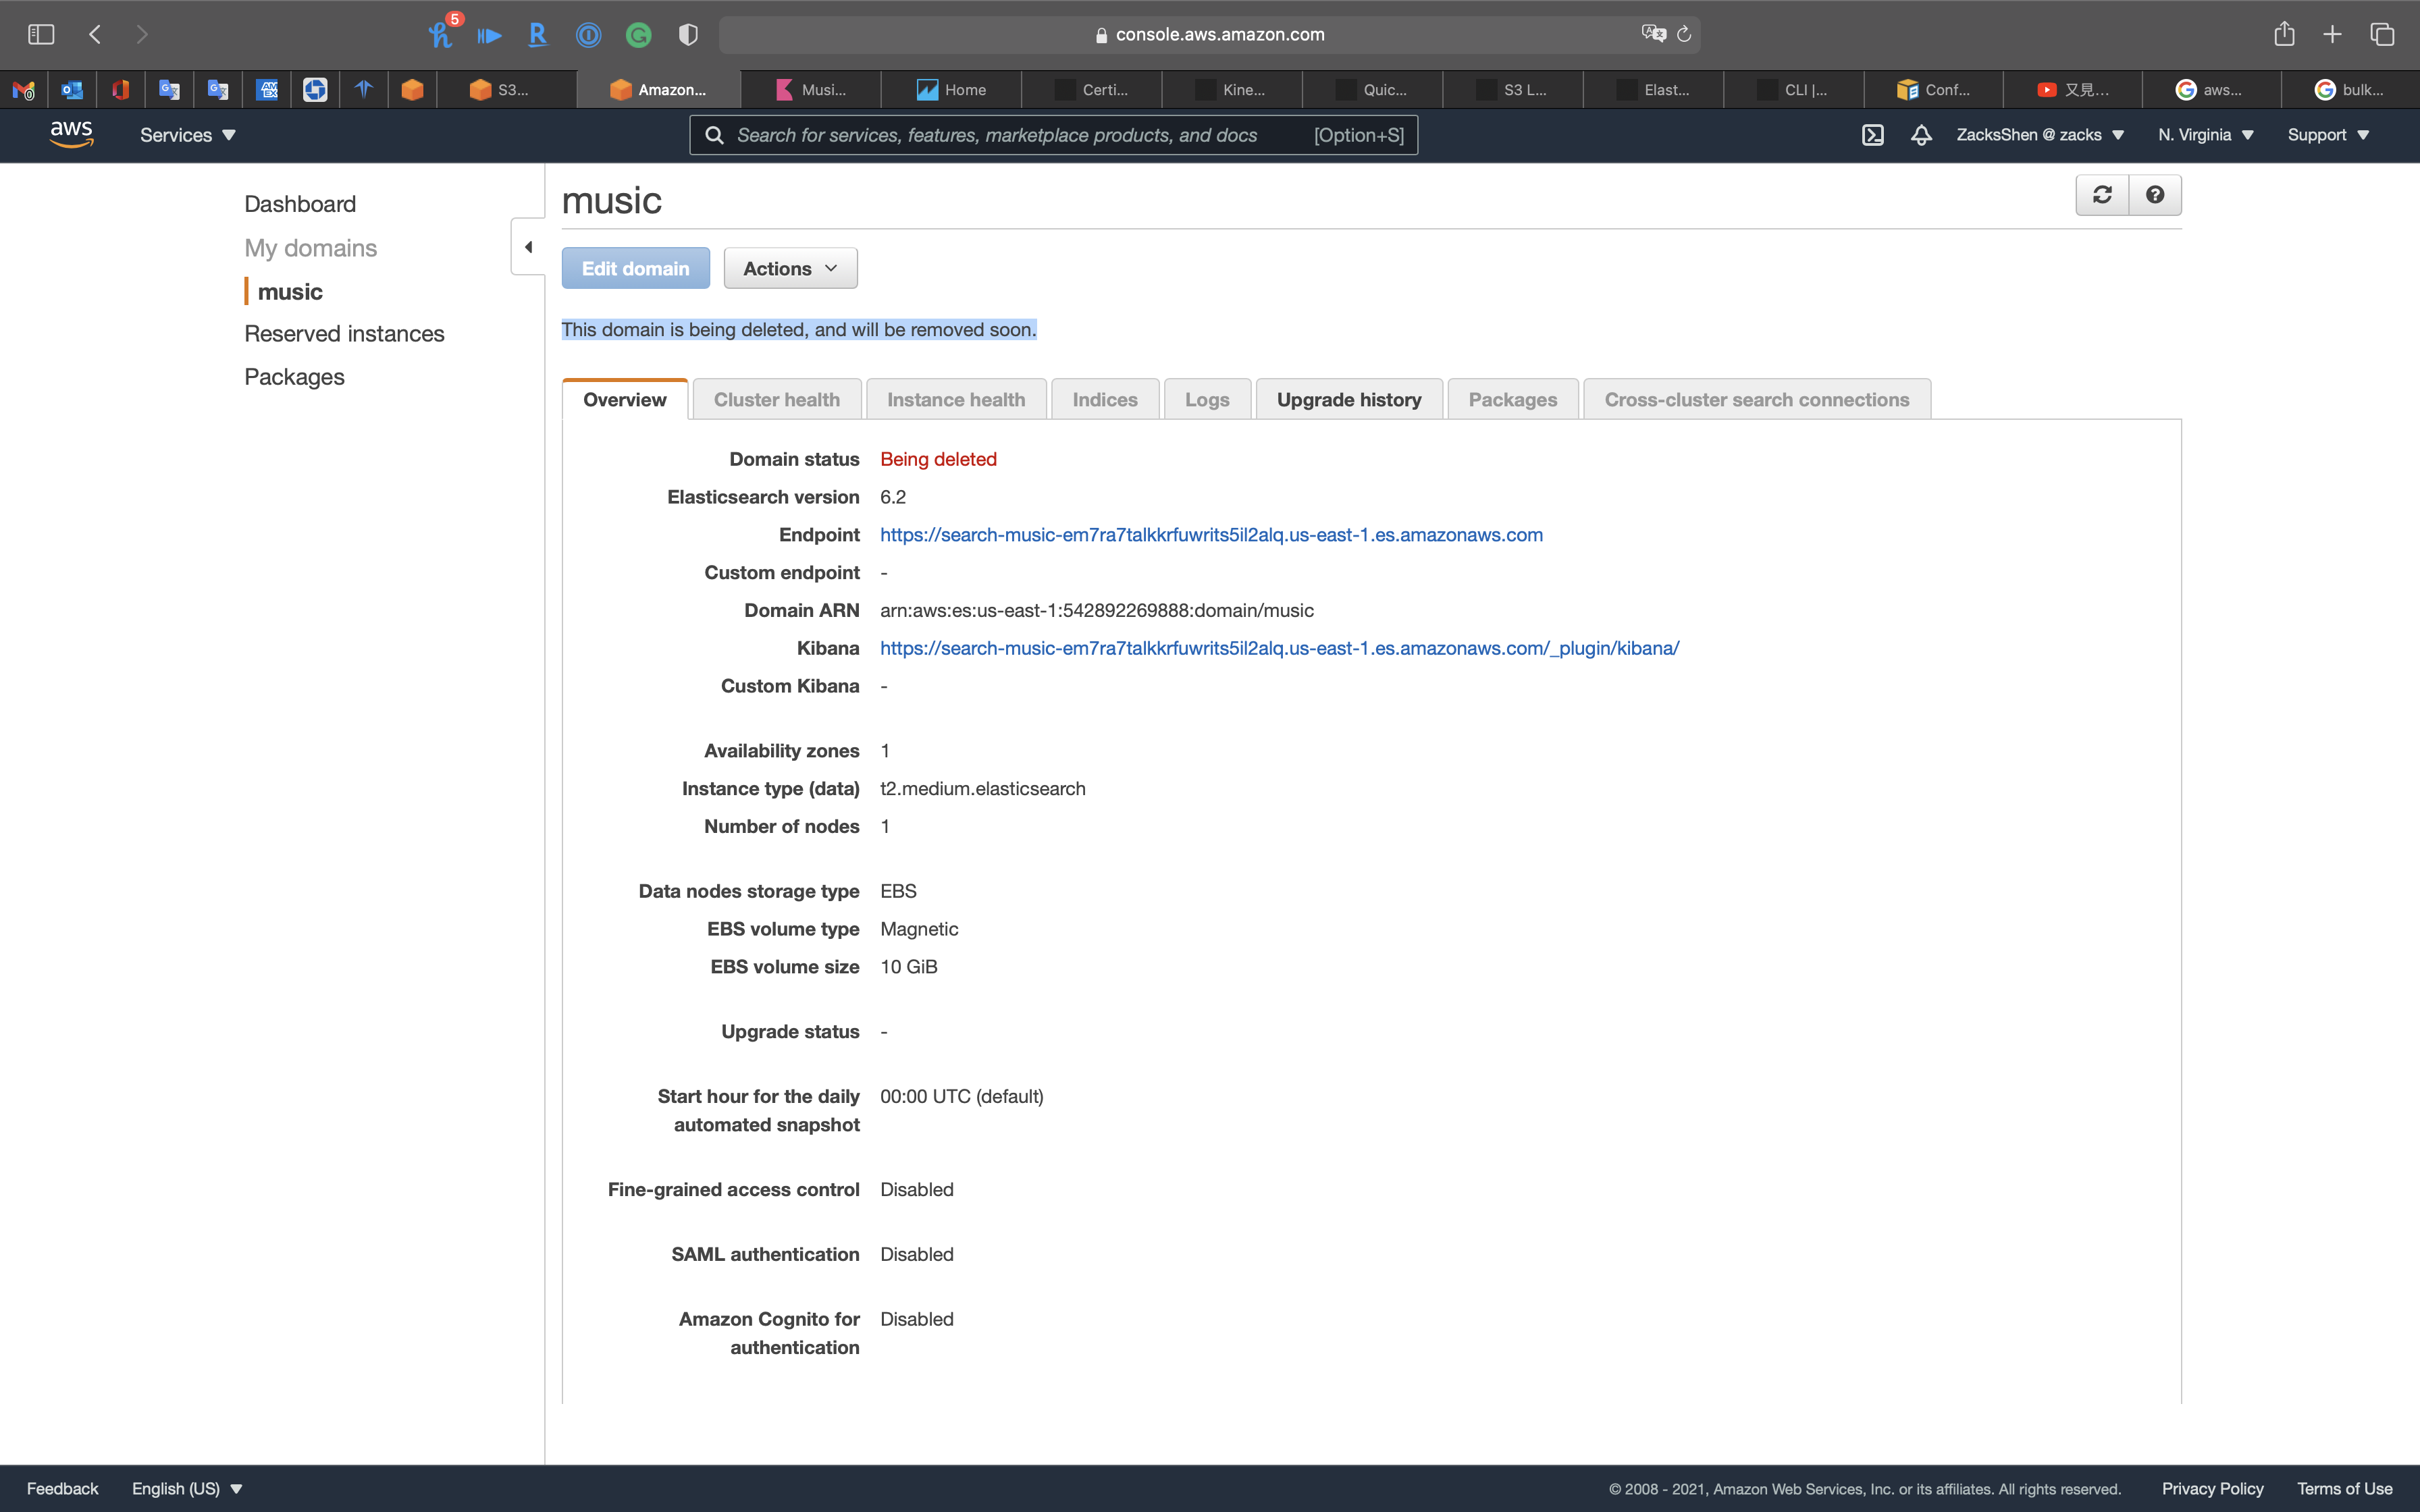 5
console.aws.amazon.com
S3...
Amazon...
Musi...
Home
Certi...
Kine...
Quic...
S3 L...
Elast...
CLI |...
Conf...
又見...
aws...
bulk...
aws
Services
Search for services, features, marketplace products, and docs
[Option+S]
ZacksShen @ zacks
N. Virginia
Support
Dashboard
My domains
music
Reserved instances
Packages
music
Edit domain
Actions
This domain is being deleted, and will be removed soon.
Overview
Cluster health
Instance health
Indices
Logs
Upgrade history
Packages
Cross-cluster search connections
Domain status Being deleted
Elasticsearch version 6.2
Endpoint https://search-music-em7ra7talkkrfuwrits5il2alq.us-east-1.es.amazonaws.com
Custom endpoint -
Domain ARN arn:aws:es:us-east-1:542892269888:domain/music
Kibana https://search-music-em7ra7talkkrfuwrits5il2alq.us-east-1.es.amazonaws.com/_plugin/kibana/
Custom Kibana -
Availability zones 1
Instance type (data) t2.medium.elasticsearch
Number of nodes 1
Data nodes storage type EBS
EBS volume type Magnetic
EBS volume size 10 GiB
Upgrade status -
Start hour for the daily 00:00 UTC (default)
automated snapshot
Fine-grained access control Disabled
SAML authentication Disabled
Amazon Cognito for Disabled
authentication
Feedback
English (US)
© 2008 - 2021, Amazon Web Services, Inc. or its affiliates. All rights reserved.
Privacy Policy
Terms of Use